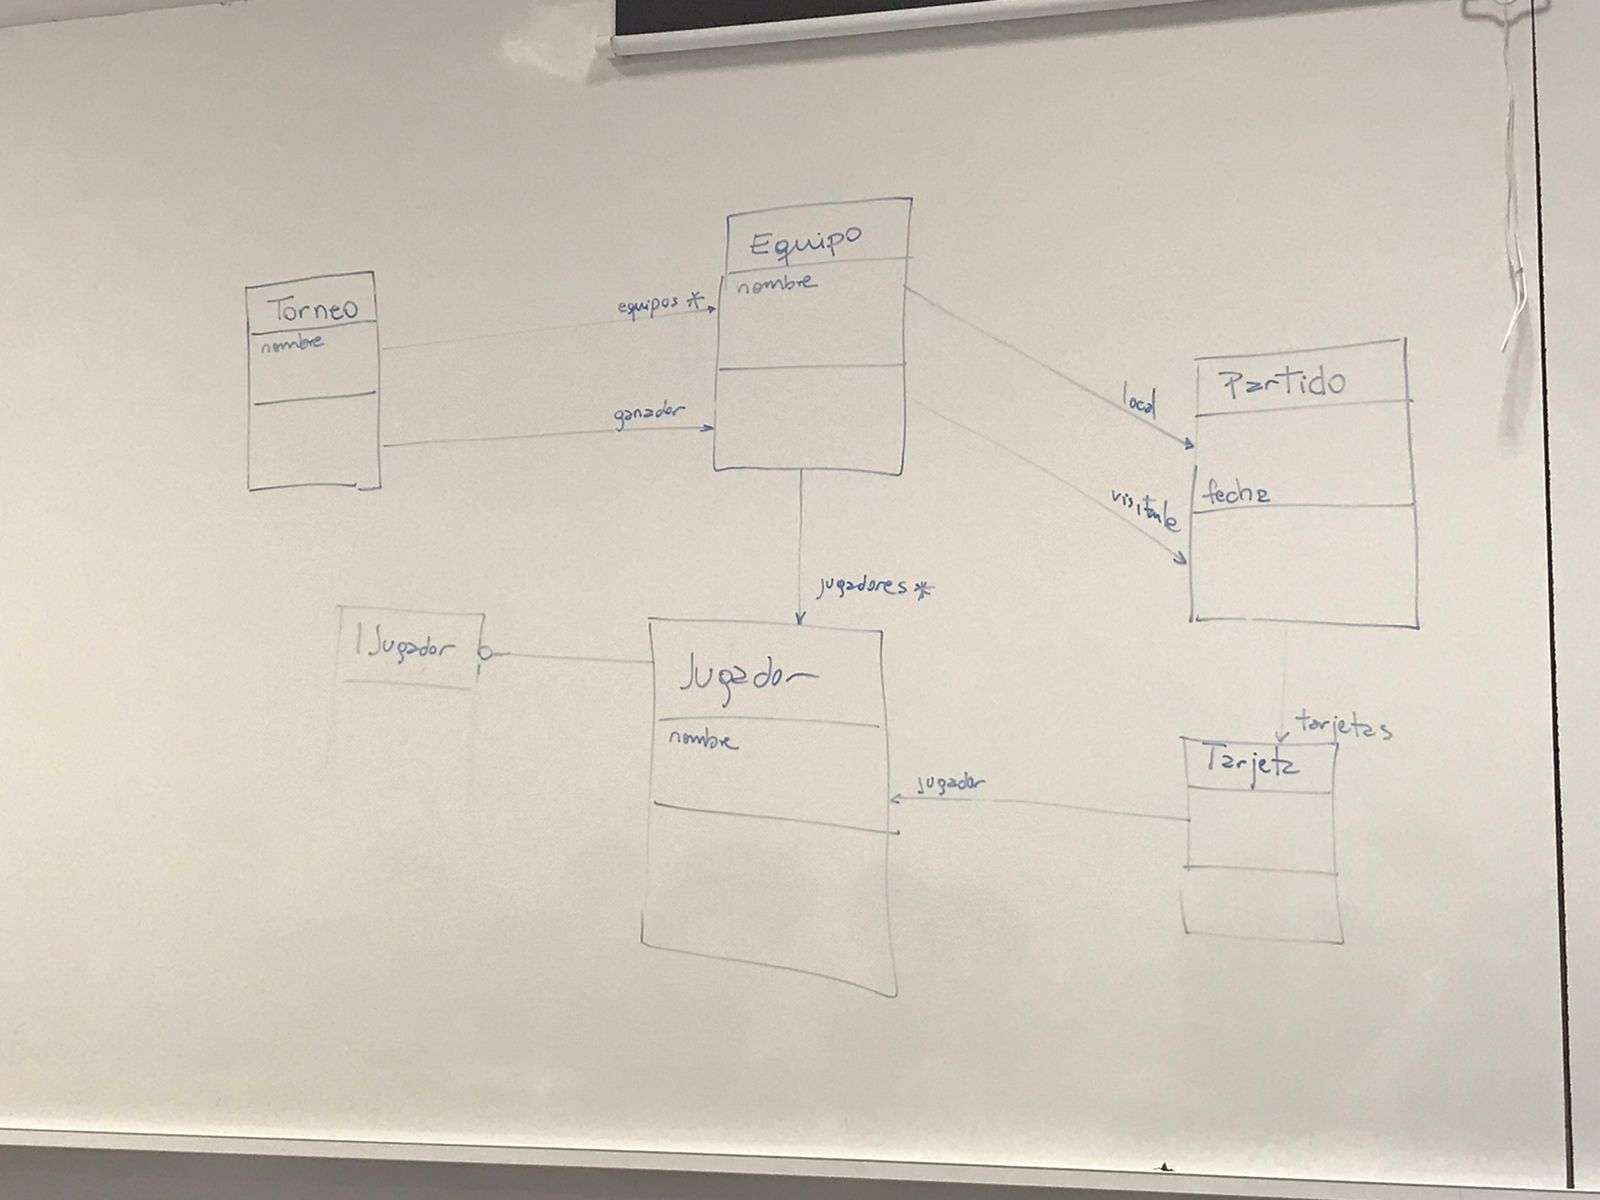 Equipo
nombre
Torneo
nombre
equipos *
ganador
Partido
fecha
local
visitante
jugadores *
IJugador
Jugador
nombre
tarjetas
Tarjeta
jugador